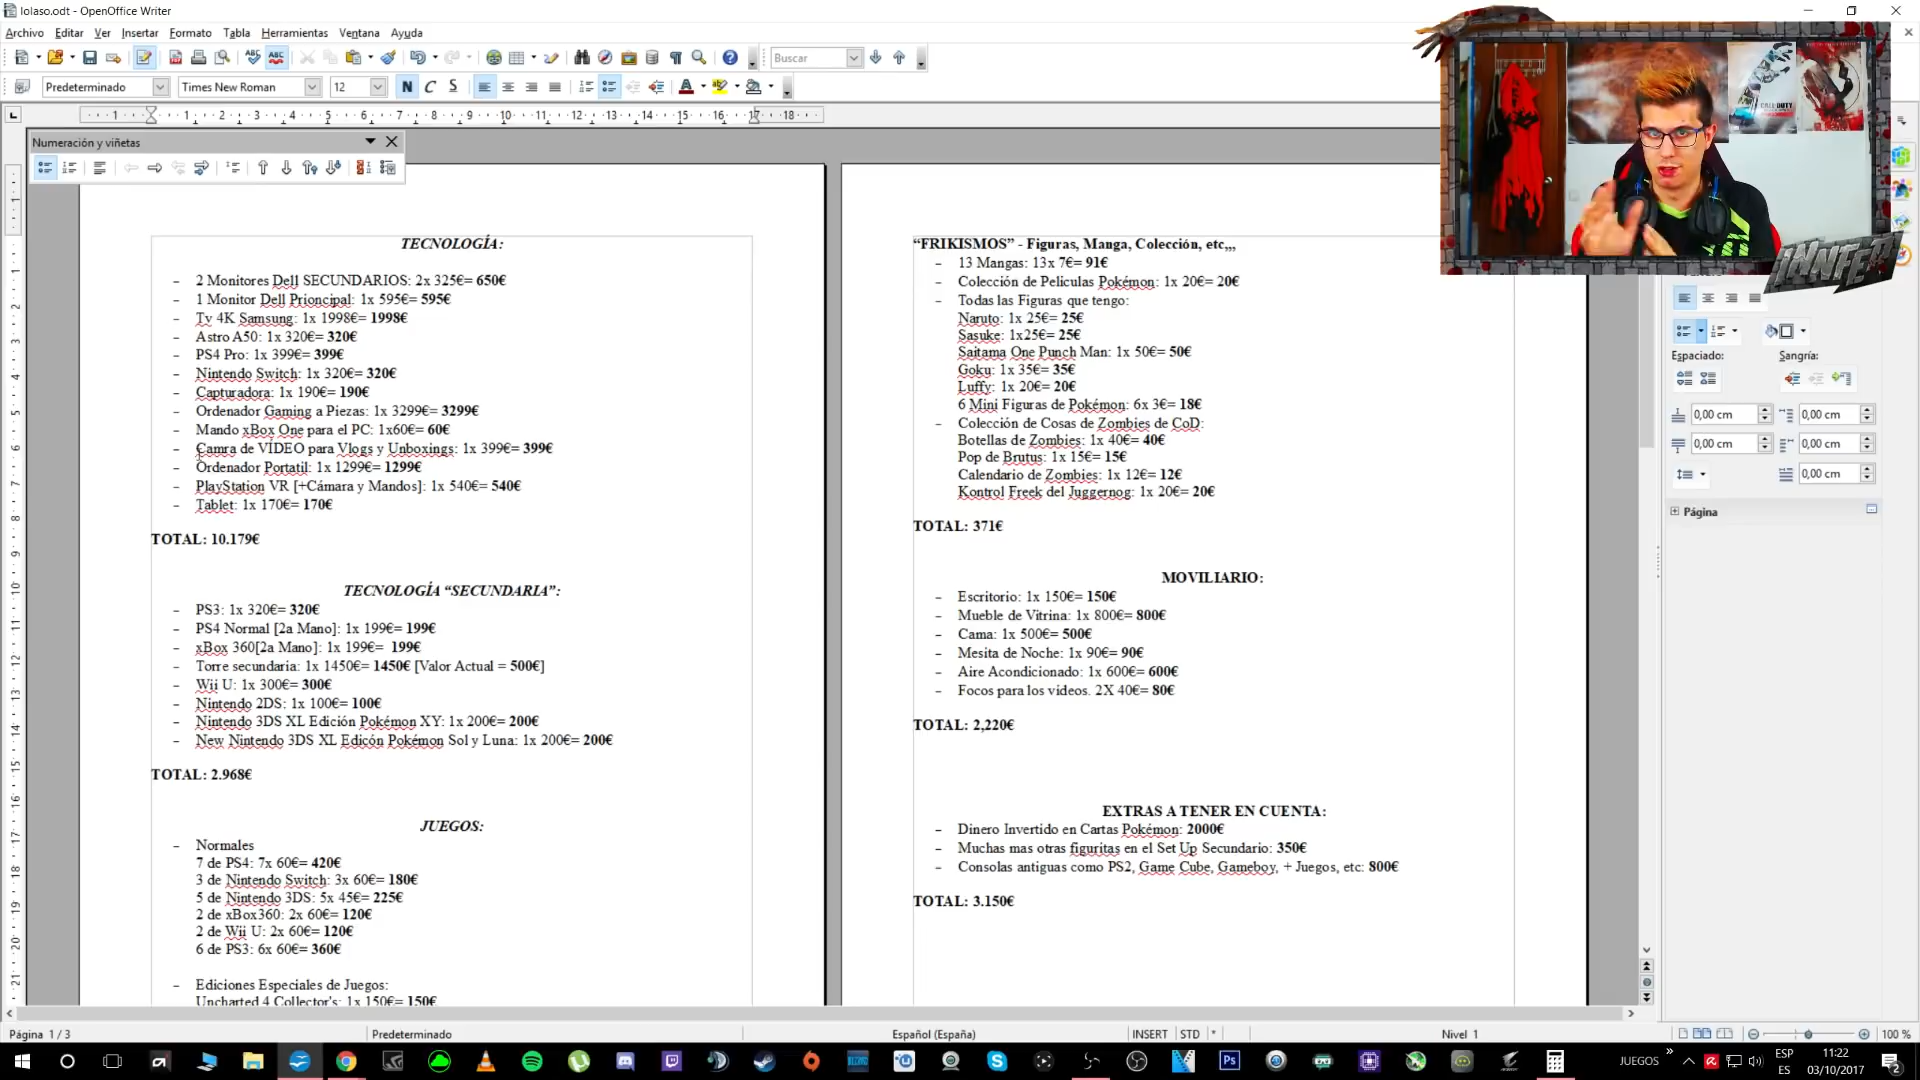 lolaso.odt - OpenOffice Writer
Archivo Editar Ver Insertar Formato Tabla Herramientas Ventana Ayuda
Buscar
Predeterminado Times New Roman 12 N C S
Numeración y viñetas
TECNOLOGÍA:
- 2 Monitores Dell SECUNDARIOS: 2x 325€= 650€
- 1 Monitor Dell Prioncipal: 1x 595€= 595€
- Tv 4K Samsung: 1x 1998€= 1998€
- Astro A50: 1x 320€= 320€
- PS4 Pro: 1x 399€= 399€
- Nintendo Switch: 1x 320€= 320€
- Capturadora: 1x 190€= 190€
- Ordenador Gaming a Piezas: 1x 3299€= 3299€
- Mando xBox One para el PC: 1x60€= 60€
- Camra de VÍDEO para Vlogs y Unboxings: 1x 399€= 399€
- Ordenador Portatil: 1x 1299€= 1299€
- PlayStation VR [+Cámara y Mandos]: 1x 540€= 540€
- Tablet: 1x 170€= 170€
TOTAL: 10.179€
TECNOLOGÍA “SECUNDARIA”:
- PS3: 1x 320€= 320€
- PS4 Normal [2a Mano]: 1x 199€= 199€
- xBox 360[2a Mano]: 1x 199€= 199€
- Torre secundaria: 1x 1450€= 1450€ [Valor Actual = 500€]
- Wii U: 1x 300€= 300€
- Nintendo 2DS: 1x 100€= 100€
- Nintendo 3DS XL Edición Pokémon XY: 1x 200€= 200€
- New Nintendo 3DS XL Edicón Pokémon Sol y Luna: 1x 200€= 200€
TOTAL: 2.968€
JUEGOS:
- Normales
7 de PS4: 7x 60€= 420€
3 de Nintendo Switch: 3x 60€= 180€
5 de Nintendo 3DS: 5x 45€= 225€
2 de xBox360: 2x 60€= 120€
2 de Wii U: 2x 60€= 120€
6 de PS3: 6x 60€= 360€
- Ediciones Especiales de Juegos:
Uncharted 4 Collector's: 1x 150€= 150€
“FRIKISMOS” - Figuras, Manga, Colección, etc,,,
- 13 Mangas: 13x 7€= 91€
- Colección de Peliculas Pokémon: 1x 20€= 20€
- Todas las Figuras que tengo:
Naruto: 1x 25€= 25€
Sasuke: 1x25€= 25€
Saitama One Punch Man: 1x 50€= 50€
Goku: 1x 35€= 35€
Luffy: 1x 20€= 20€
6 Mini Figuras de Pokémon: 6x 3€= 18€
- Colección de Cosas de Zombies de CoD:
Botellas de Zombies: 1x 40€= 40€
Pop de Brutus: 1x 15€= 15€
Calendario de Zombies: 1x 12€= 12€
Kontrol Freek del Juggernog: 1x 20€= 20€
TOTAL: 371€
MOVILIARIO:
- Escritorio: 1x 150€= 150€
- Mueble de Vitrina: 1x 800€= 800€
- Cama: 1x 500€= 500€
- Mesita de Noche: 1x 90€= 90€
- Aire Acondicionado: 1x 600€= 600€
- Focos para los videos. 2X 40€= 80€
TOTAL: 2,220€
EXTRAS A TENER EN CUENTA:
- Dinero Invertido en Cartas Pokémon: 2000€
- Muchas mas otras figuritas en el Set Up Secundario: 350€
- Consolas antiguas como PS2, Game Cube, Gameboy, + Juegos, etc: 800€
TOTAL: 3.150€
CALL OF DUTY
Espaciado: Sangría:
0,00 cm 0,00 cm
0,00 cm 0,00 cm
0,00 cm
Página
Página 1 / 3 Predeterminado Español (España) INSERT STD * Nivel 1 100 %
JUEGOS
ESP
ES
11:22
03/10/2017